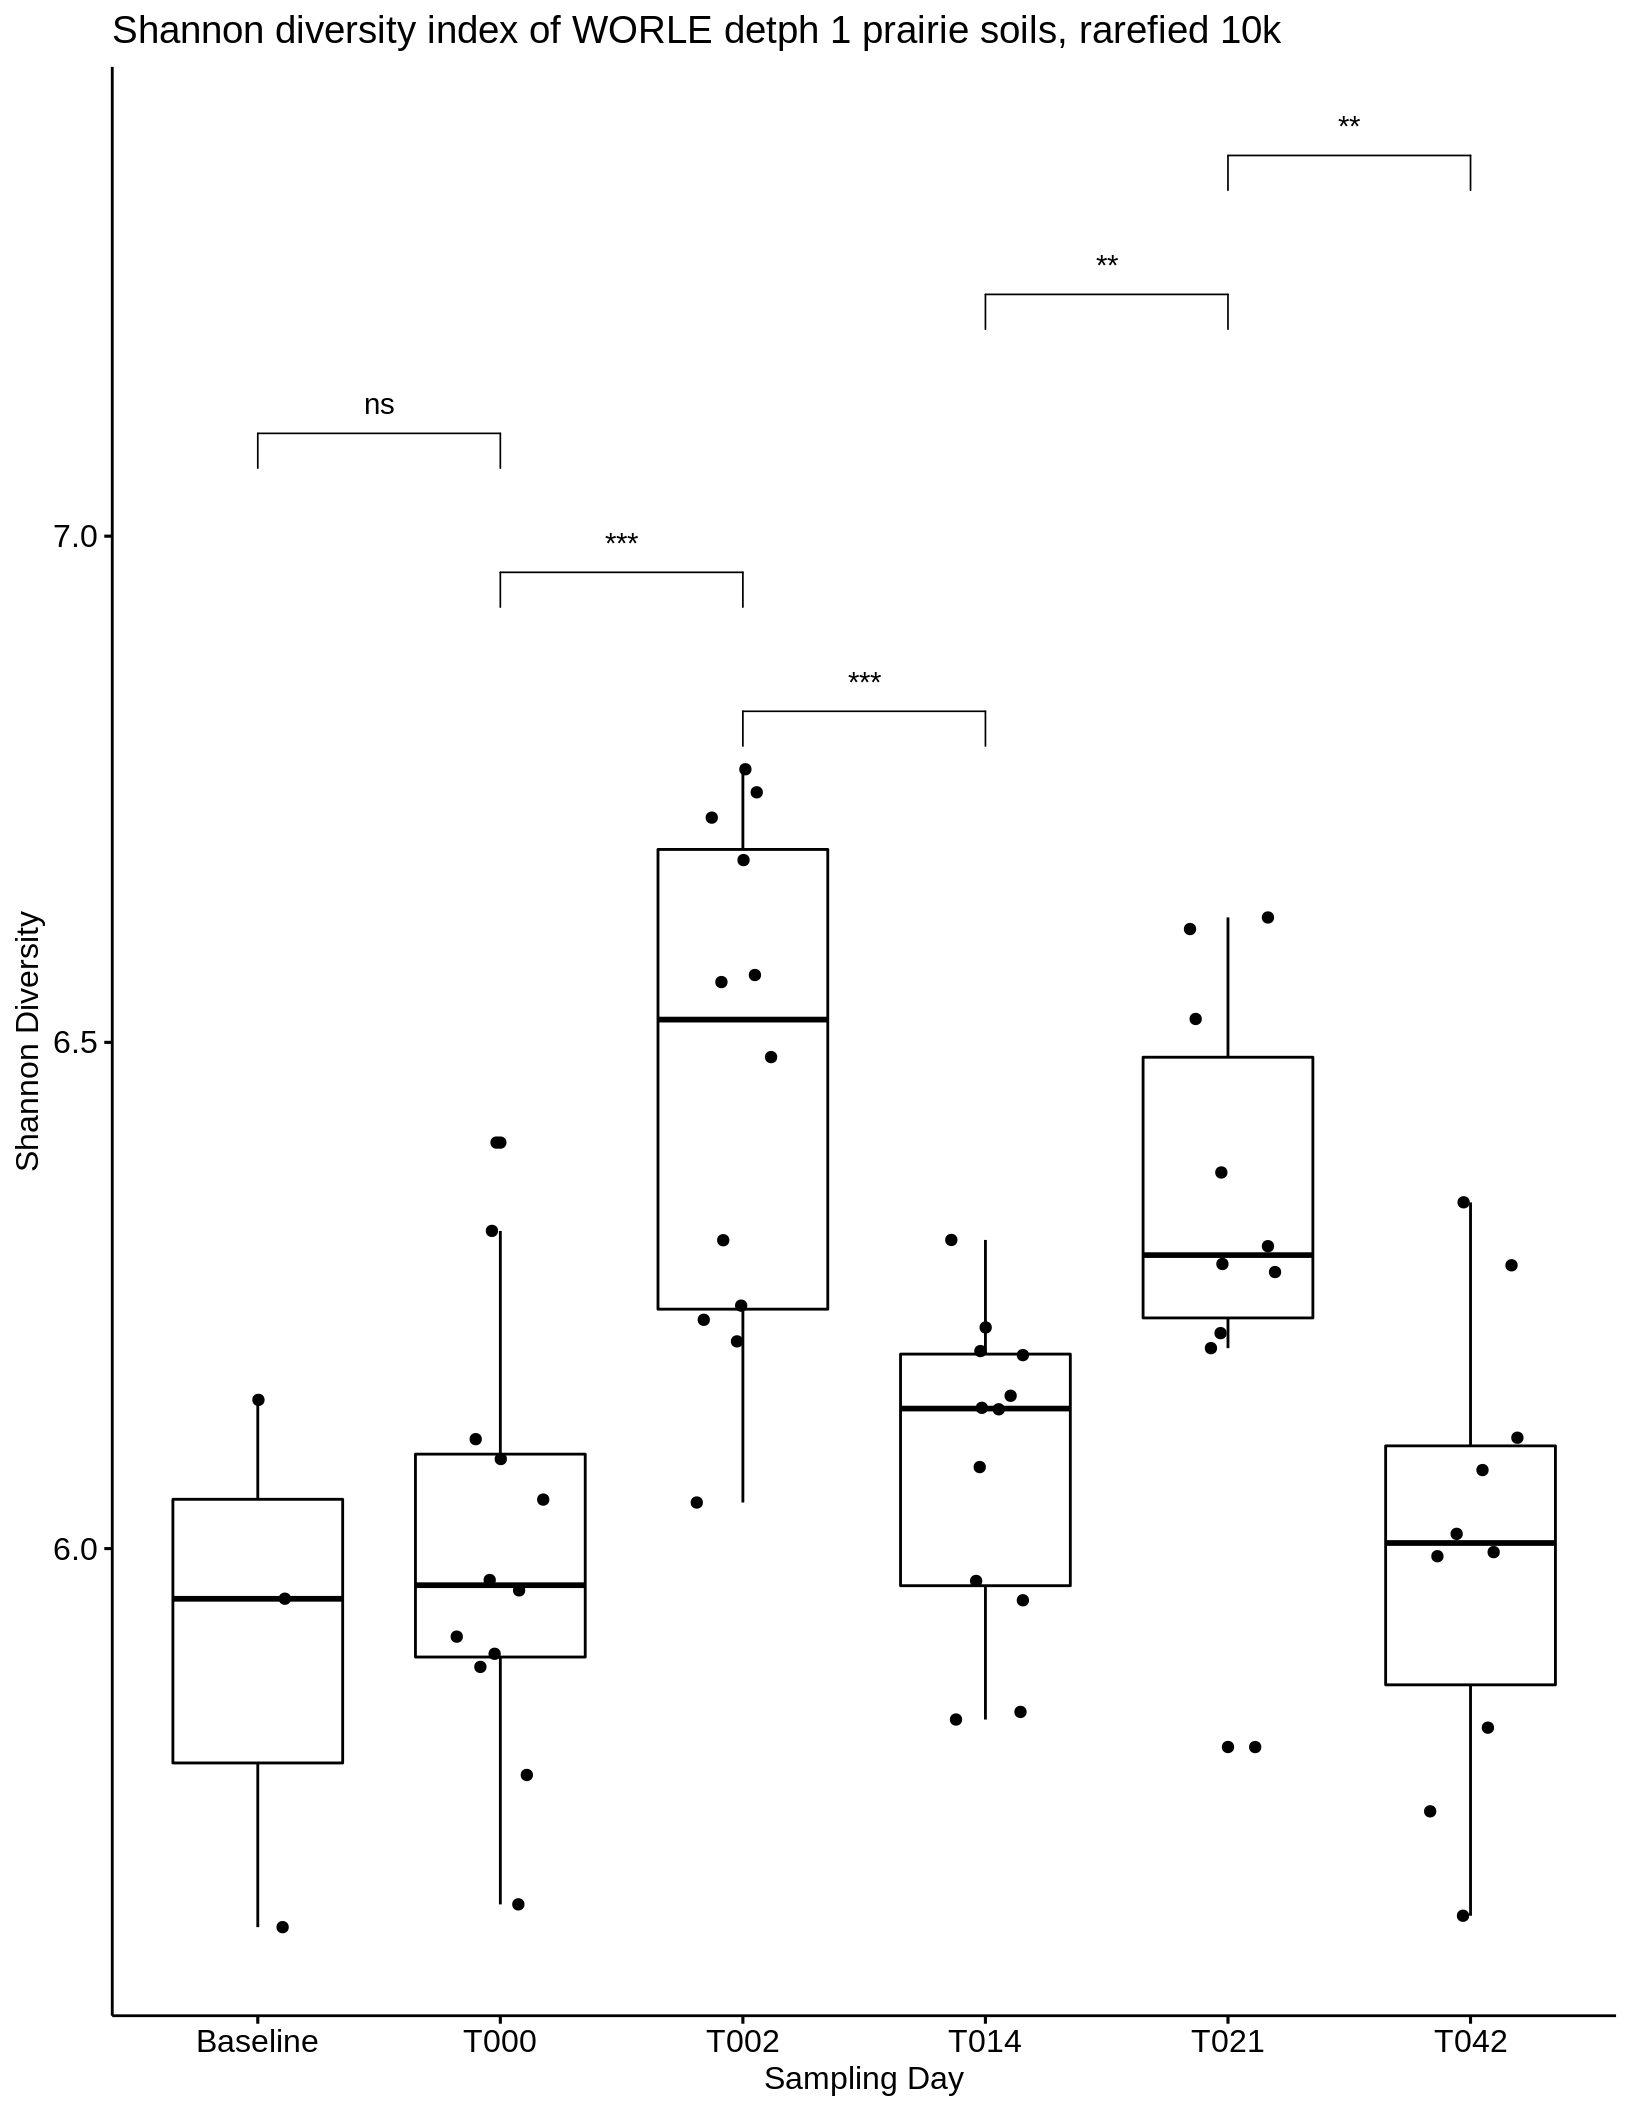 Shannon diversity index of WORLE detph 1 prairie soils, rarefied 10k
**
**
ns
7.0
***
***
Shannon Diversity
6.5
6.0
Baseline T000 T002 T014 T021 T042
Sampling Day